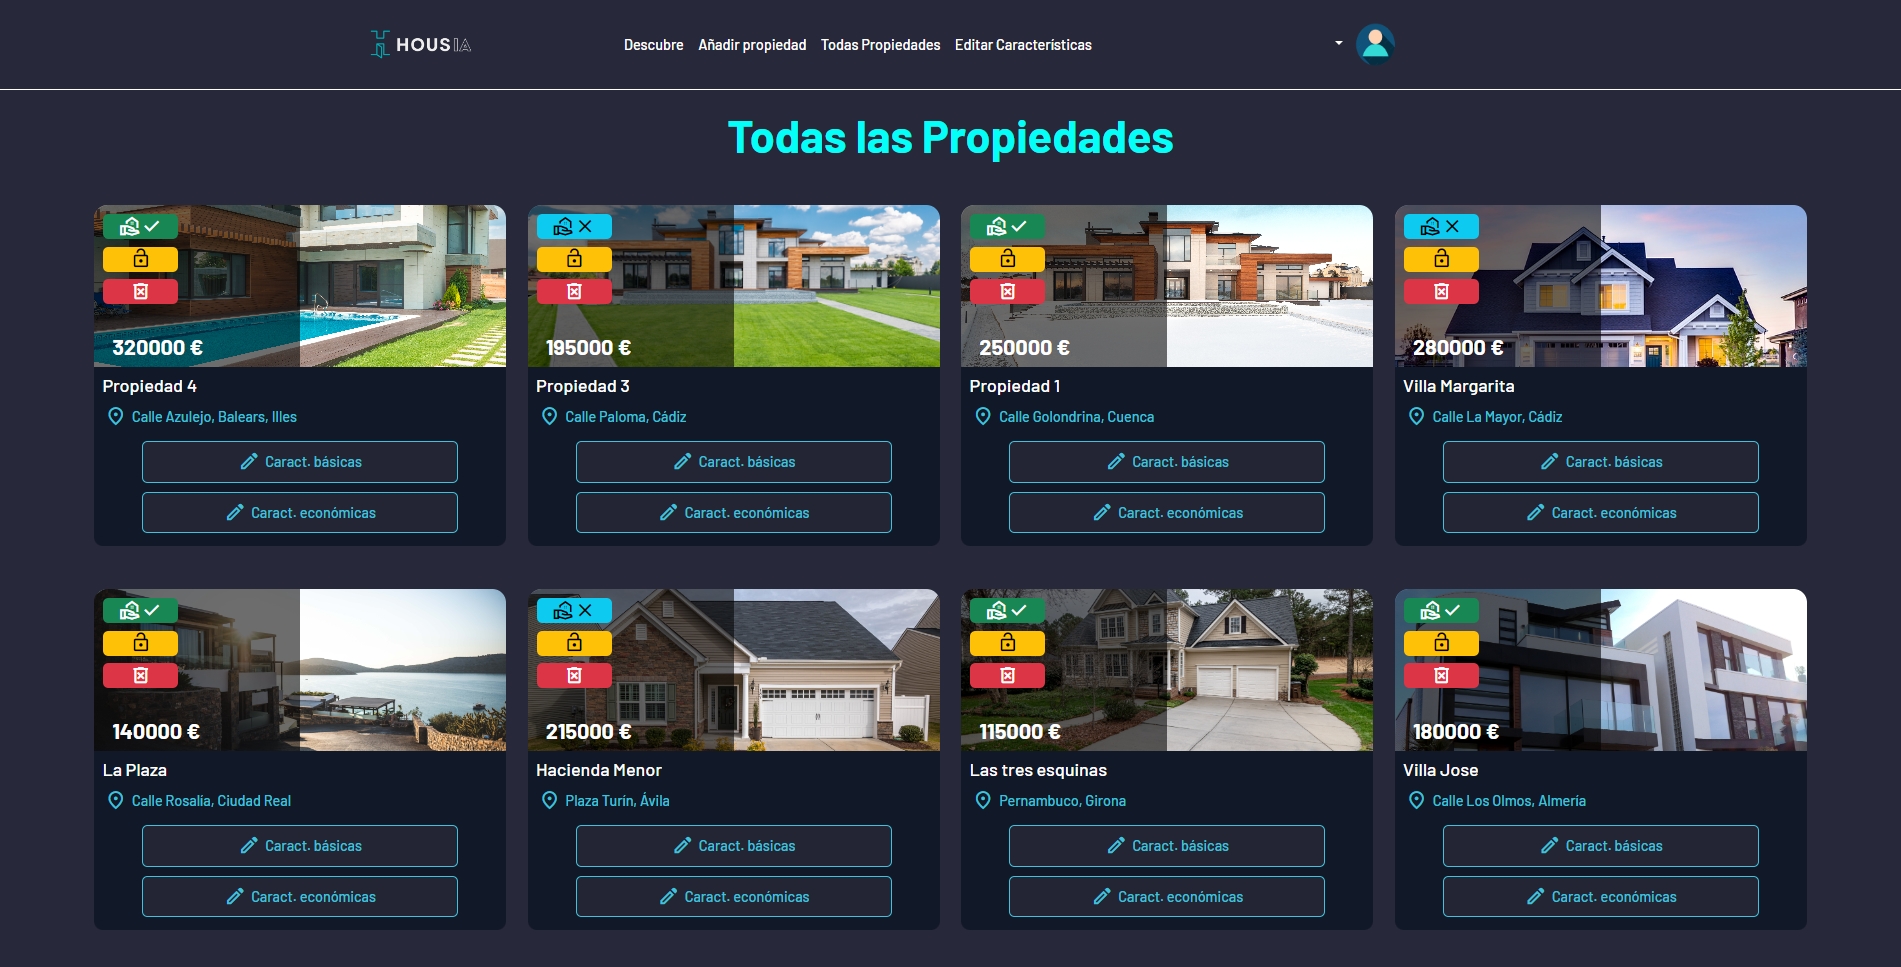 HOUSIA
Descubre Añadir propiedad Todas Propiedades Editar Características
Todas las Propiedades
320000 €
Propiedad 4
Calle Azulejo, Balears, Illes
Caract. básicas
Caract. económicas
195000 €
Propiedad 3
Calle Paloma, Cádiz
Caract. básicas
Caract. económicas
250000 €
Propiedad 1
Calle Golondrina, Cuenca
Caract. básicas
Caract. económicas
280000 €
Villa Margarita
Calle La Mayor, Cádiz
Caract. básicas
Caract. económicas
140000 €
La Plaza
Calle Rosalía, Ciudad Real
Caract. básicas
Caract. económicas
215000 €
Hacienda Menor
Plaza Turín, Ávila
Caract. básicas
Caract. económicas
115000 €
Las tres esquinas
Pernambuco, Girona
Caract. básicas
Caract. económicas
180000 €
Villa Jose
Calle Los Olmos, Almería
Caract. básicas
Caract. económicas